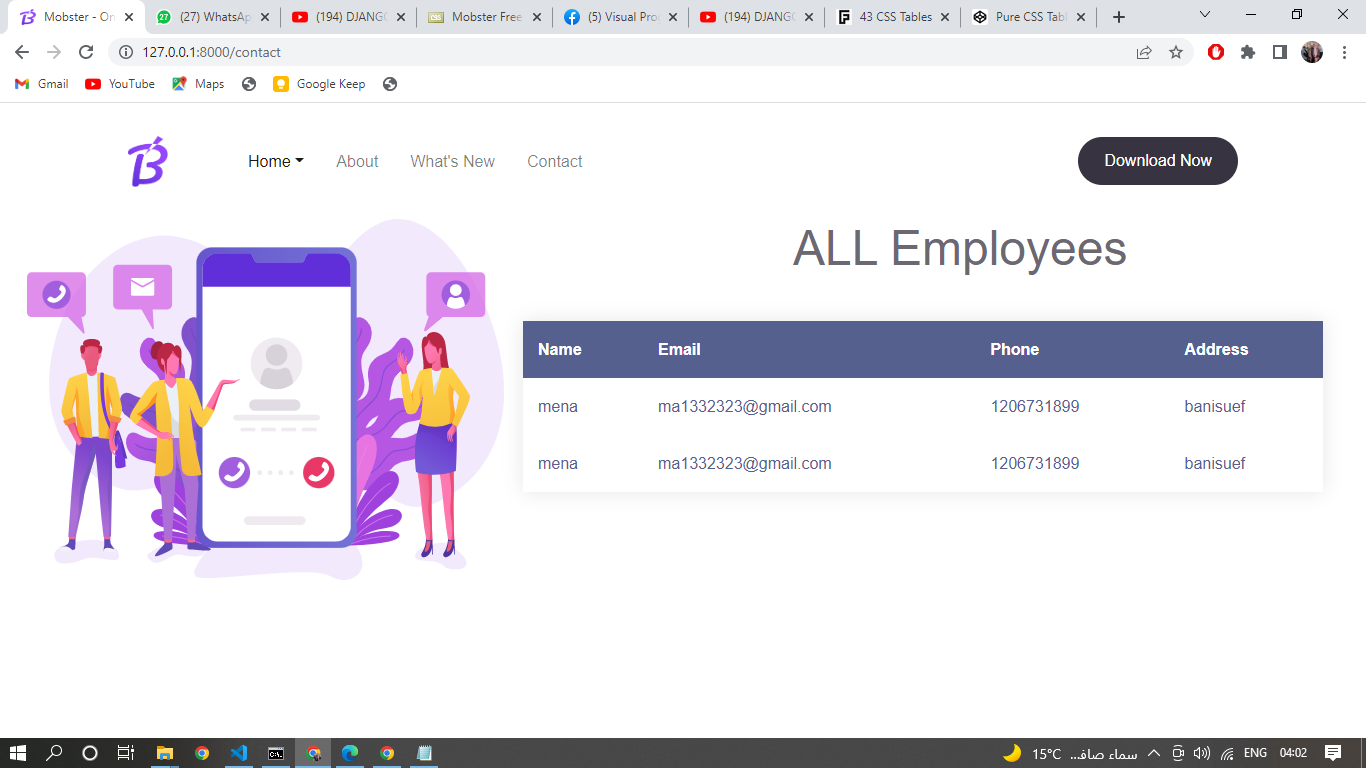 Mobster - On
(27) WhatsAp
(194) DJANGO
Mobster Free
(5) Visual Pro
(194) DJANGO
43 CSS Tables
Pure CSS Tabl
127.0.0.1:8000/contact
Gmail YouTube Maps Google Keep
Home About What's New Contact Download Now
ALL Employees
Name Email Phone Address
mena ma1332323@gmail.com 1206731899 banisuef
mena ma1332323@gmail.com 1206731899 banisuef
15°C سماء صاف... ENG 04:02